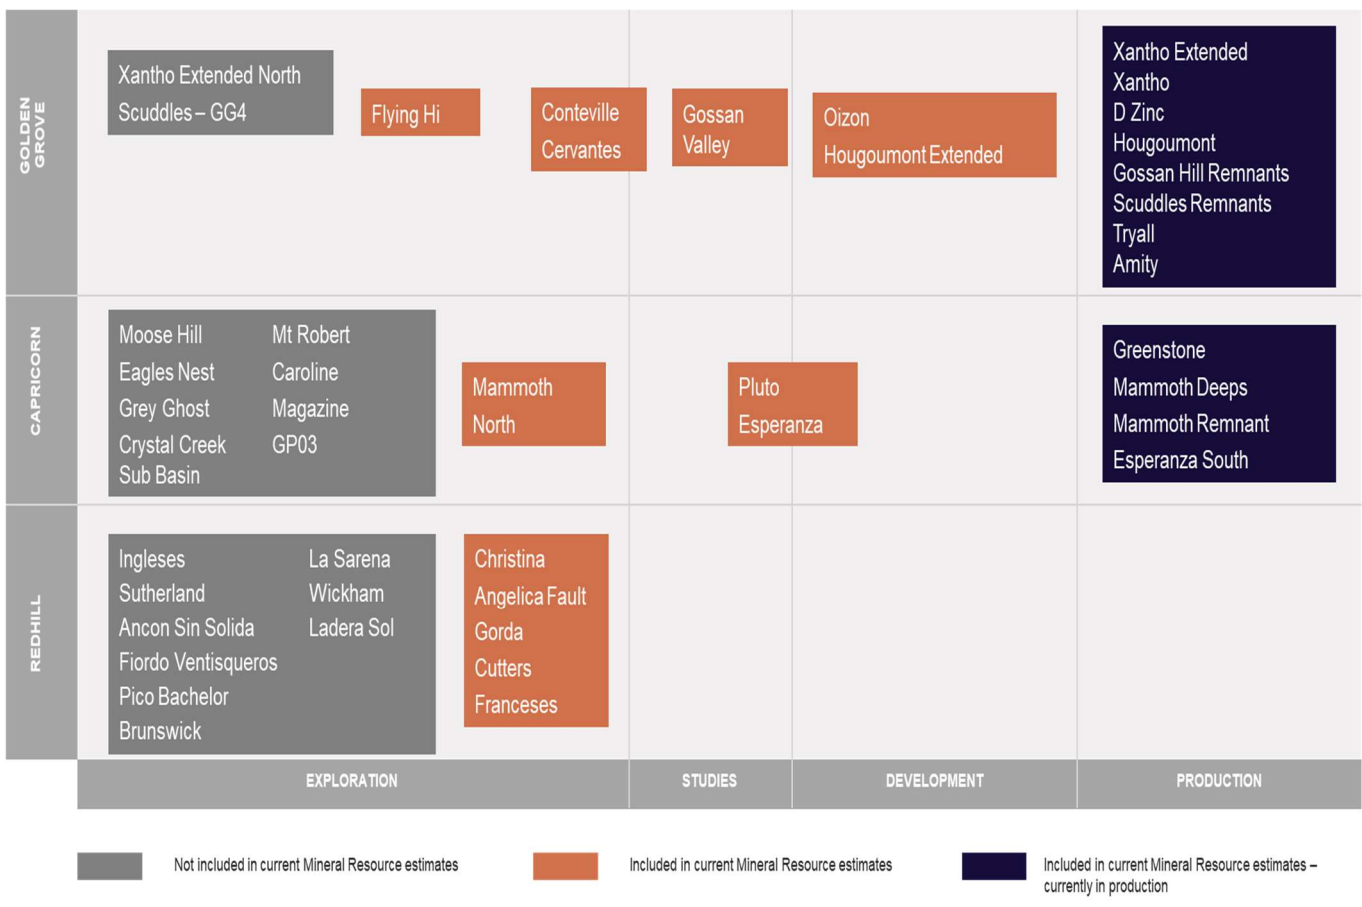 GOLDEN
GROVE
Xantho Extended North
Scuddles – GG4
Flying Hi
Conteville
Cervantes
Gossan
Valley
Oizon
Hougoumont Extended
Xantho Extended
Xantho
D Zinc
Hougoumont
Gossan Hill Remnants
Scuddles Remnants
Tryall
Amity
CAPRICORN
Moose Hill
Eagles Nest
Grey Ghost
Crystal Creek
Sub Basin
Mt Robert
Caroline
Magazine
GP03
Mammoth
North
Pluto
Esperanza
Greenstone
Mammoth Deeps
Mammoth Remnant
Esperanza South
REDHILL
Ingleses
Sutherland
Ancon Sin Solida
Fiordo Ventisqueros
Pico Bachelor
Brunswick
La Sarena
Wickham
Ladera Sol
Christina
Angelica Fault
Gorda
Cutters
Franceses
EXPLORATION
STUDIES
DEVELOPMENT
PRODUCTION
Not included in current Mineral Resource estimates
Included in current Mineral Resource estimates
Included in current Mineral Resource estimates –
currently in production